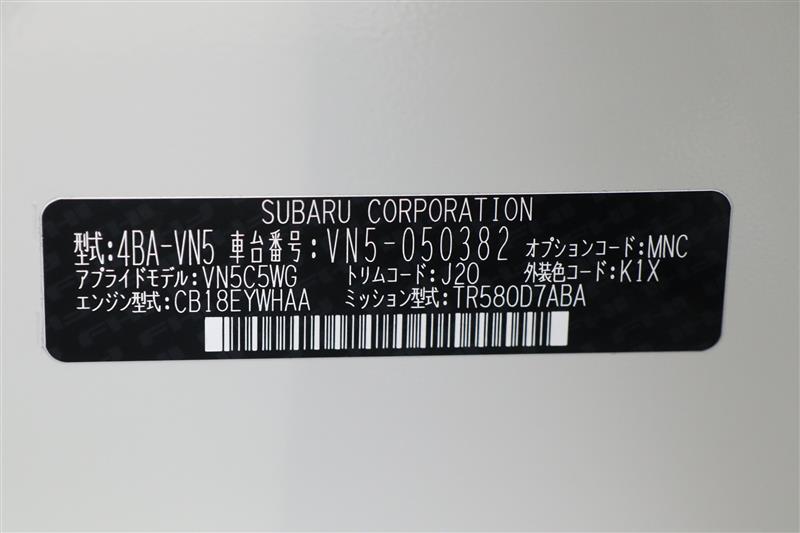 SUBARU CORPORATION
型式:4BA-VN5 車台番号:VN5-050382 オプションコード:MNC
アプライドモデル:VN5C5WG トリムコード:J20 外装色コード:K1X
エンジン型式:CB18EYWHAA ミッション型式:TR580D7ABA